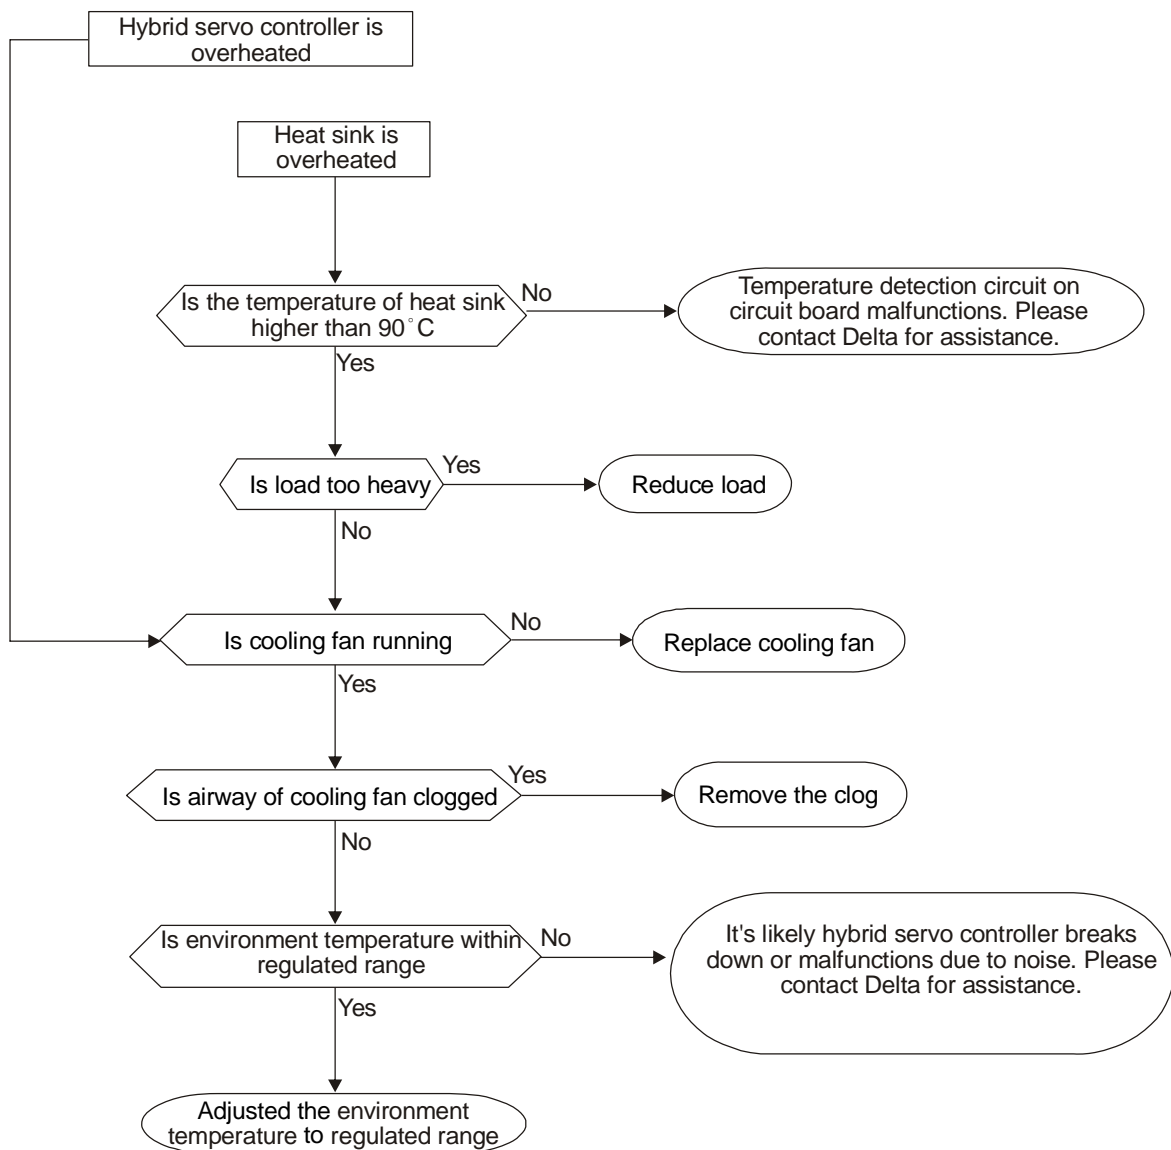 Hybrid servo controller is
overheated
Heat sink is
overheated
Is the temperature of heat sink
higher than 90°C
No
Temperature detection circuit on
circuit board malfunctions. Please
contact Delta for assistance.
Yes
Is load too heavy
Yes
Reduce load
No
Is cooling fan running
No
Replace cooling fan
Yes
Is airway of cooling fan clogged
Yes
Remove the clog
No
Is environment temperature within
regulated range
No
It's likely hybrid servo controller breaks
down or malfunctions due to noise. Please
contact Delta for assistance.
Yes
Adjusted the environment
temperature to regulated range